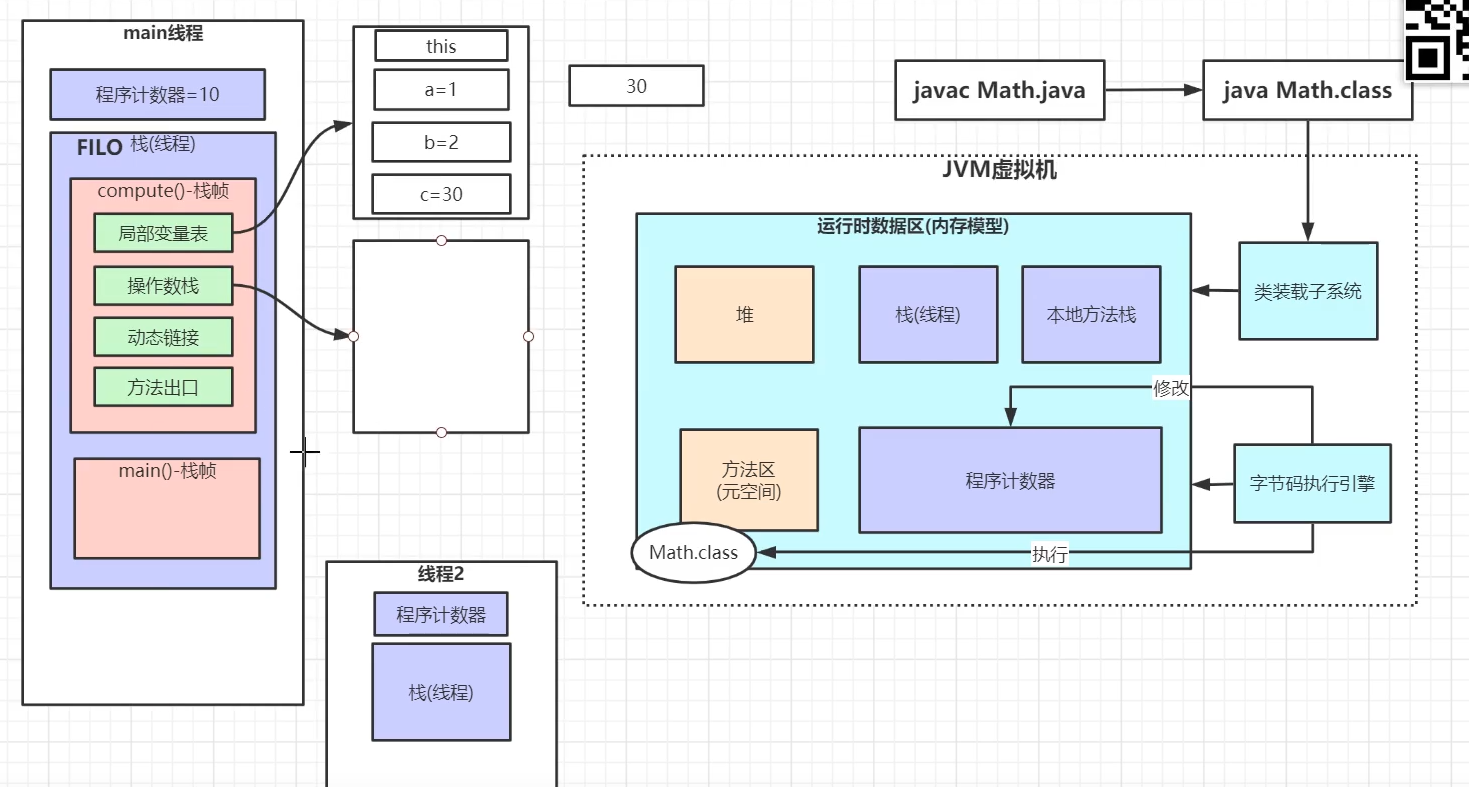 main线程
程序计数器=10
FILO 栈(线程)
compute()-栈帧
局部变量表
操作数栈
动态链接
方法出口
main()-栈帧
this
a=1
b=2
c=30
30
线程2
程序计数器
栈(线程)
javac Math.java
java Math.class
JVM虚拟机
运行时数据区(内存模型)
堆
栈(线程)
本地方法栈
类装载子系统
修改
方法区
(元空间)
程序计数器
字节码执行引擎
Math.class
执行